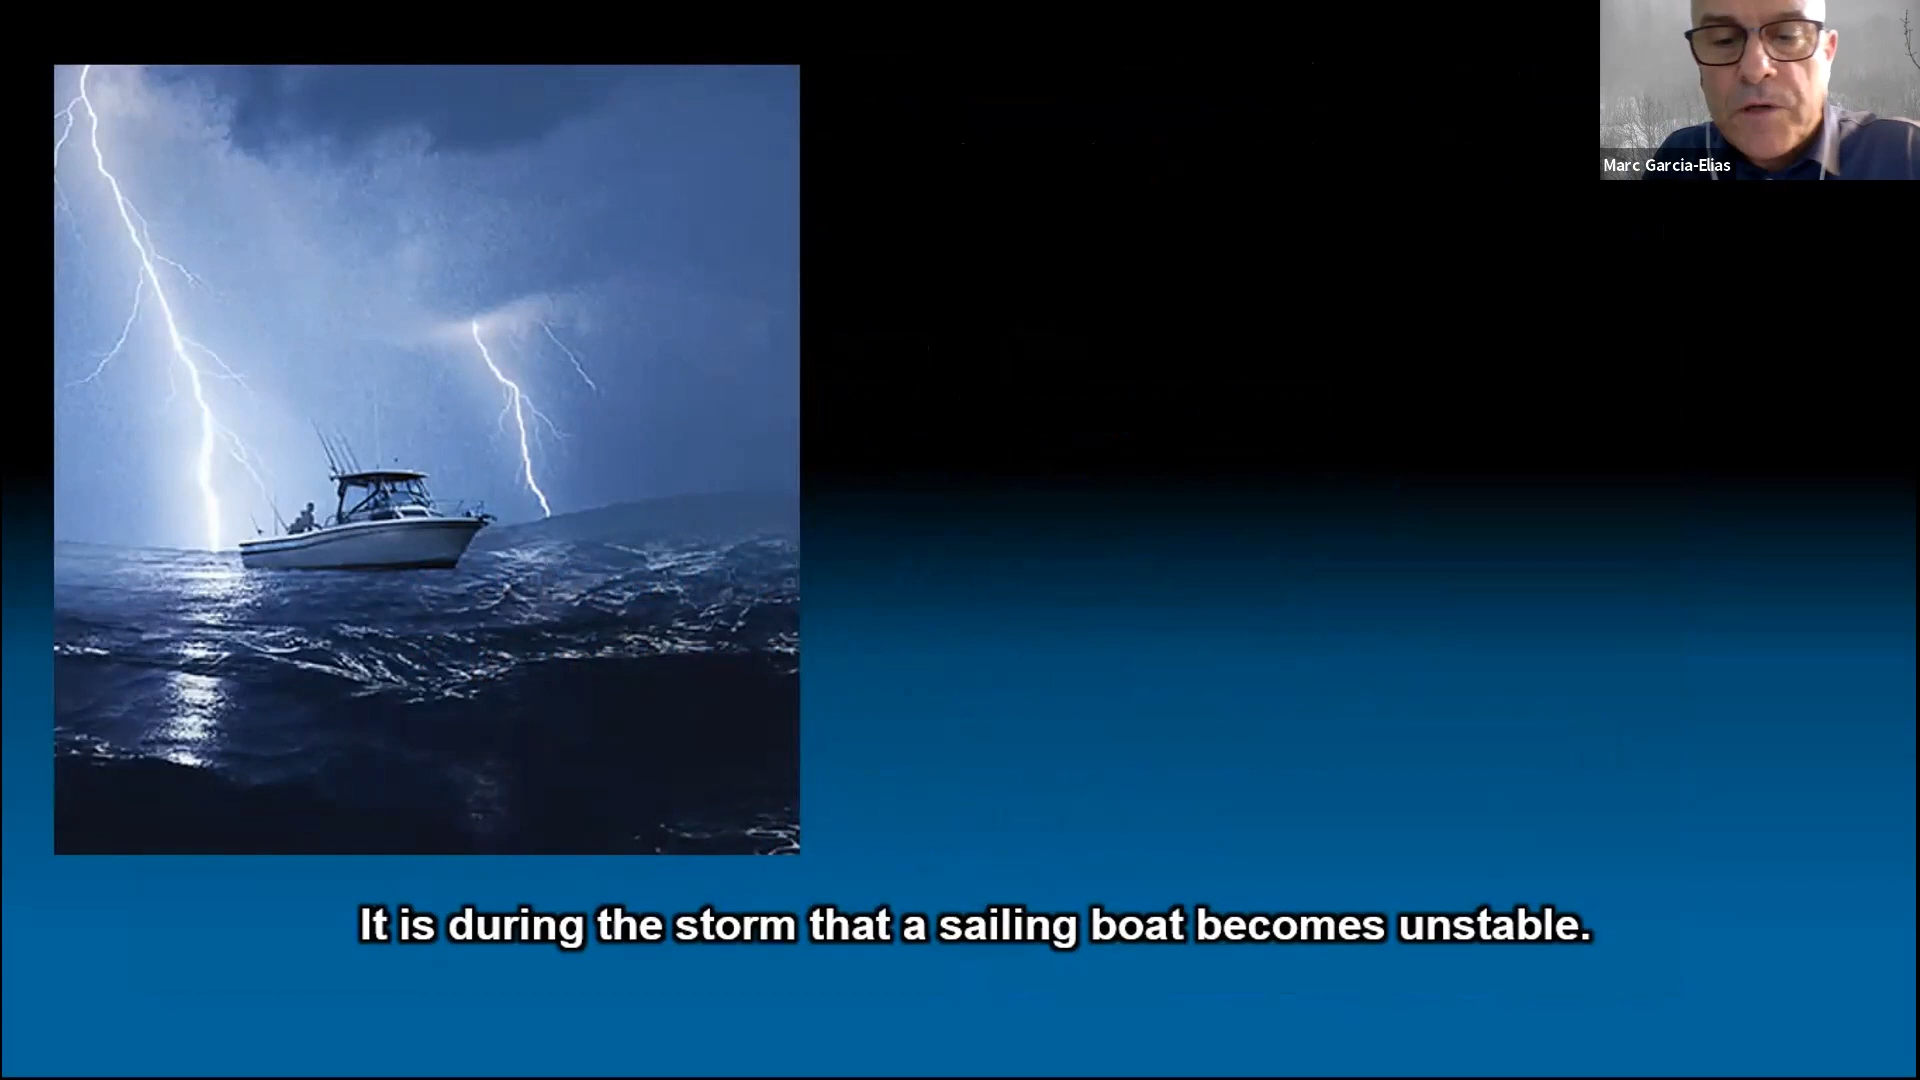 Marc Garcia-Elias
It is during the storm that a sailing boat becomes unstable.